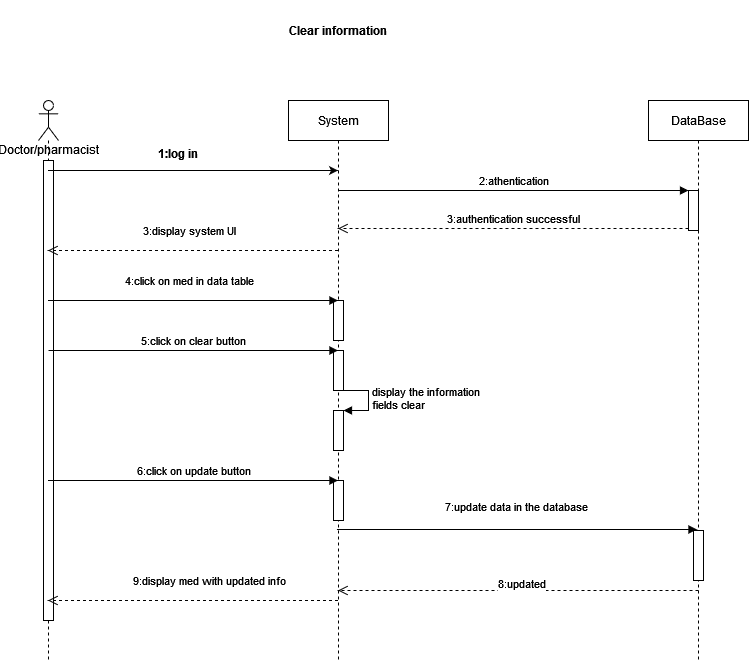 Clear information
System
DataBase
Doctor/pharmacist
1:log in
2:athentication
3:authentication successful
3:display system UI
4:click on med in data table
5:click on clear button
display the information
fields clear
6:click on update button
7:update data in the database
9:display med with updated info
8:updated